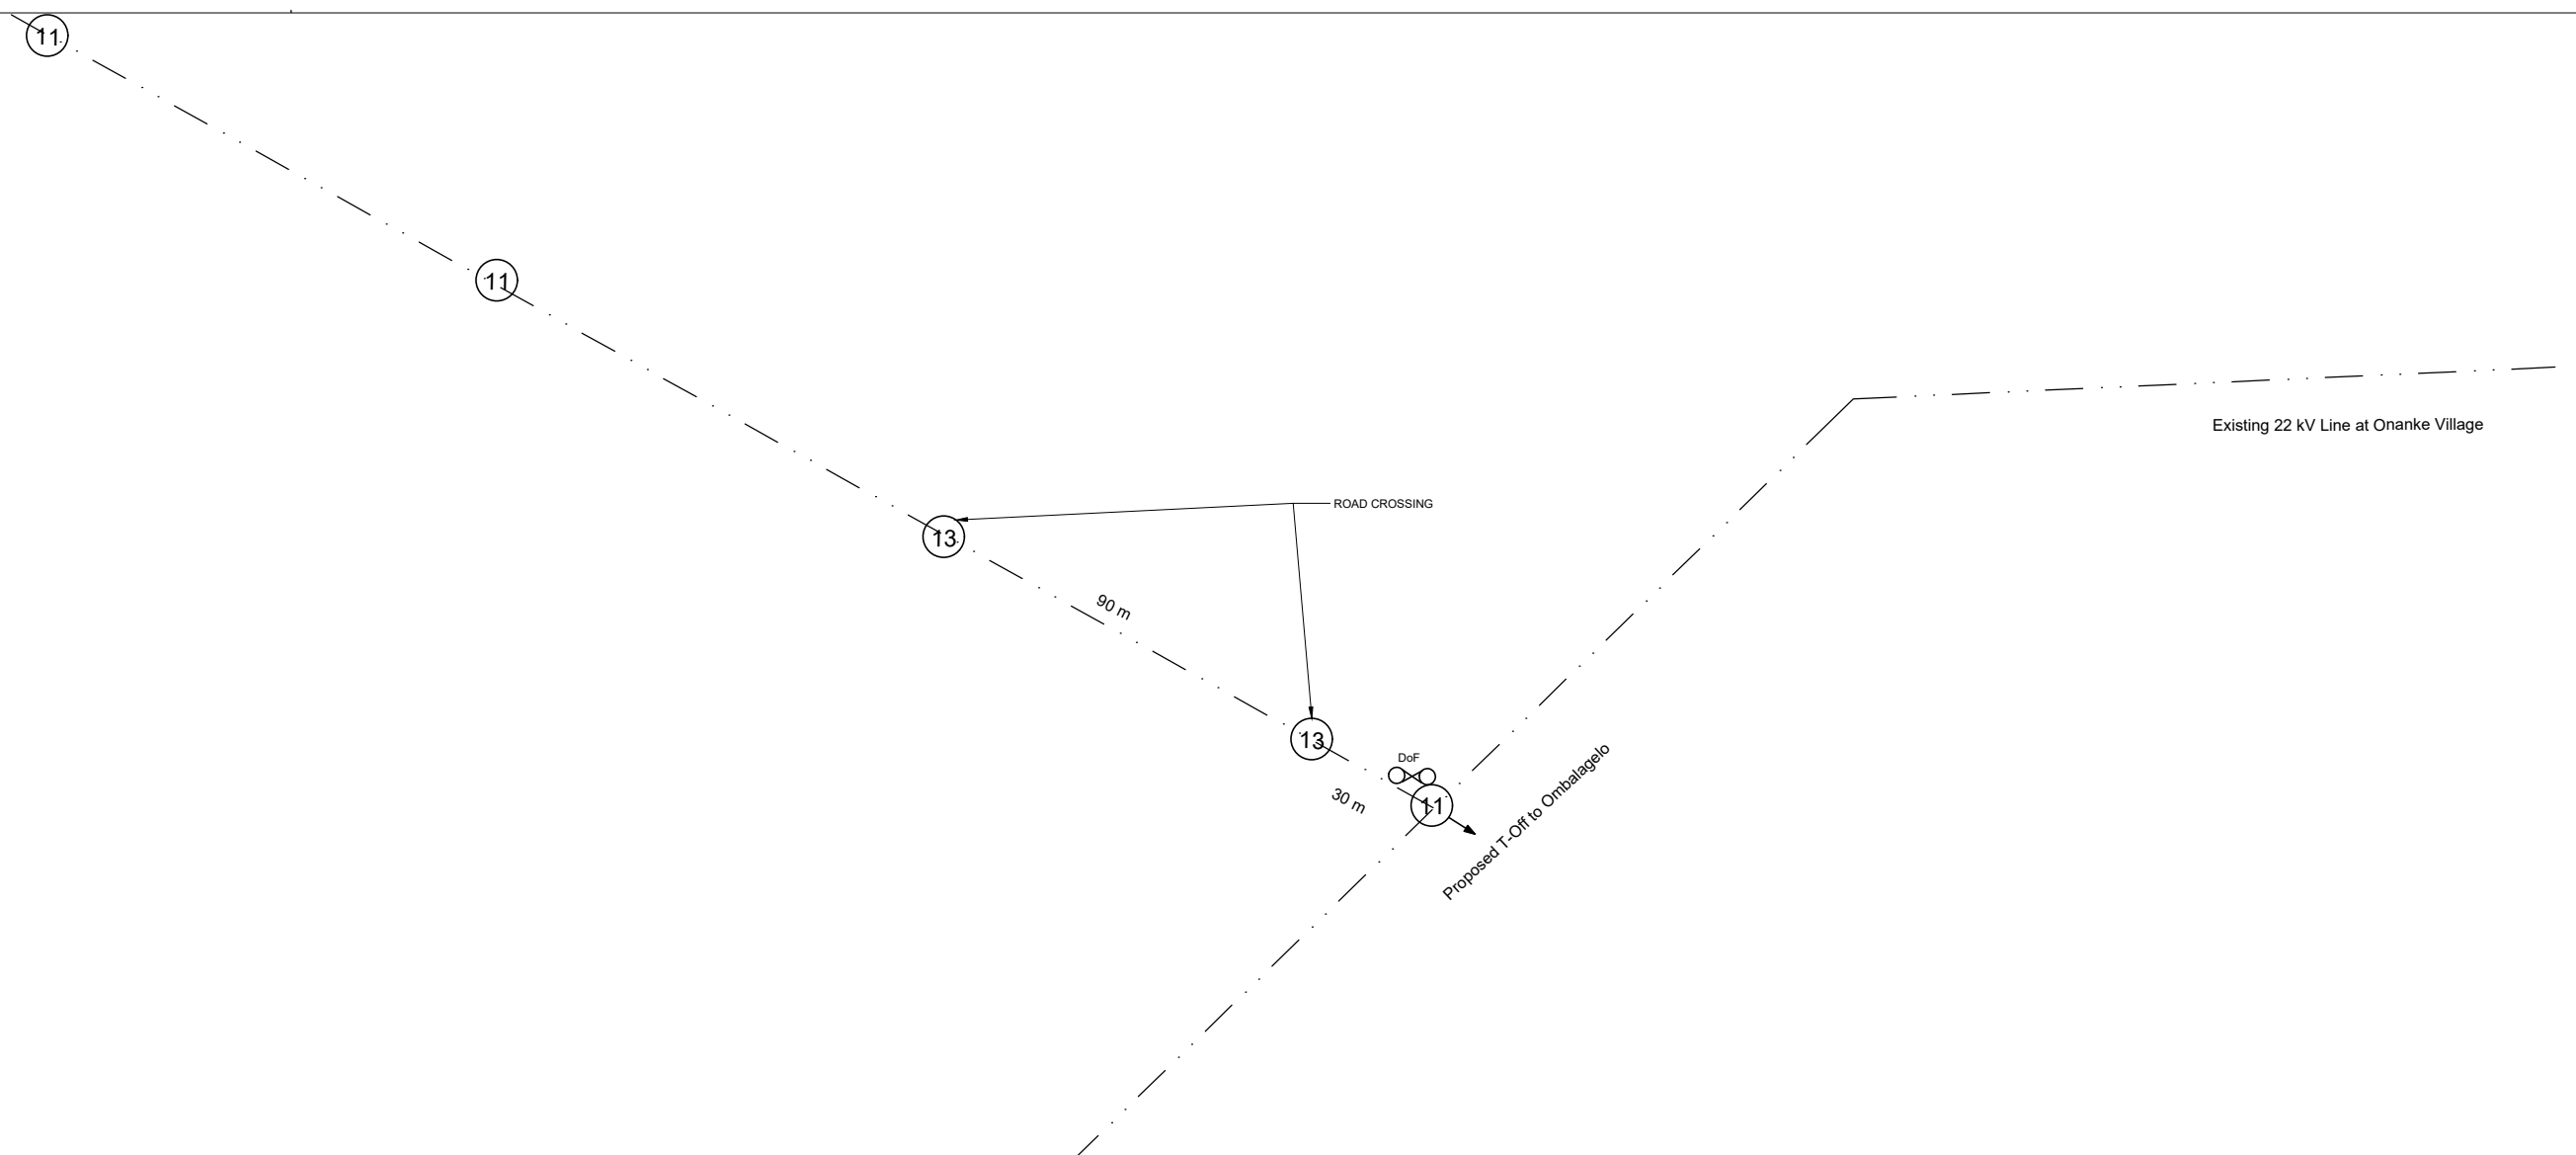 11
11
Existing 22 kV Line at Onanke Village
ROAD CROSSING
13
90 m
13
DoF
30 m
11
Proposed T-Off to Ombalagelo